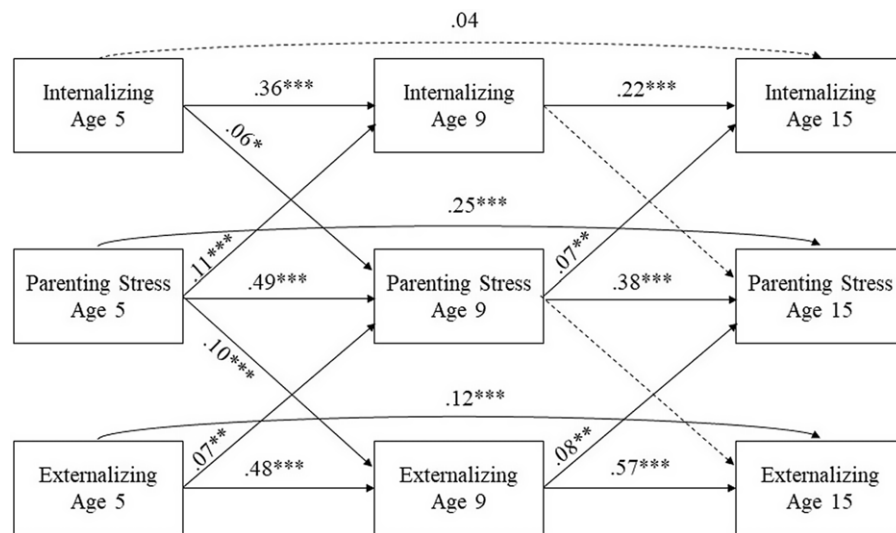 .04
Internalizing
Age 5
.36***
Internalizing
Age 9
.22***
Internalizing
Age 15
.06*
.25***
.11***
.07**
Parenting Stress
Age 5
.49***
Parenting Stress
Age 9
.38***
Parenting Stress
Age 15
.10***
.12***
.07**
.08**
Externalizing
Age 5
.48***
Externalizing
Age 9
.57***
Externalizing
Age 15